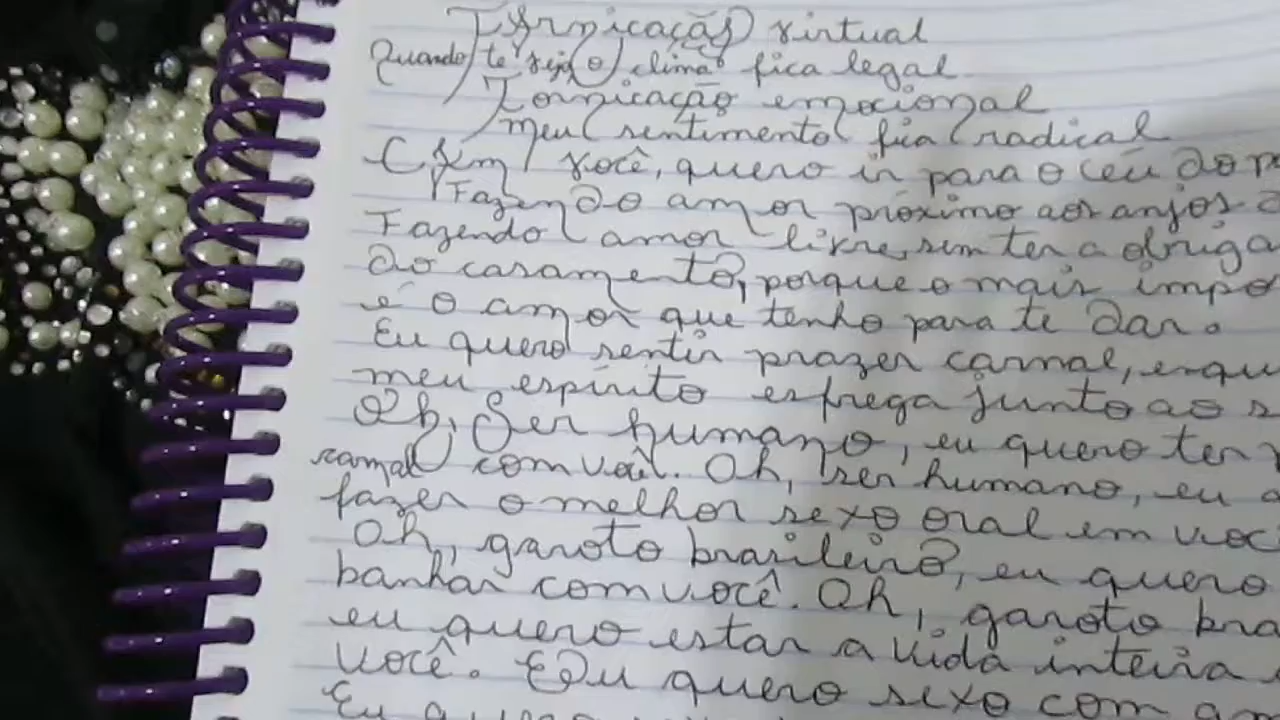 Fornicação virtual
Quando te vejo o clima fica legal
Fornicação emocional
meu sentimento fica radical
Com você, quero ir para o céu do
Fazendo amor próximo aos anjos
Fazendo amor livre, sem ter a obriga
do casamento, porque o mais impo
é o amor que tenho para te dar.
Eu quero sentir prazer carnal, enqu
meu espírito esfrega junto ao s
Oh, Ser humano, eu quero ter
carnal com você. Oh, ser humano, eu
fazer o melhor sexo oral em você
Oh, garoto brasileiro, eu quero
banhar com você. Oh, garoto bra
eu quero estar a vida inteira
você. Eu quero sexo com am
Eu